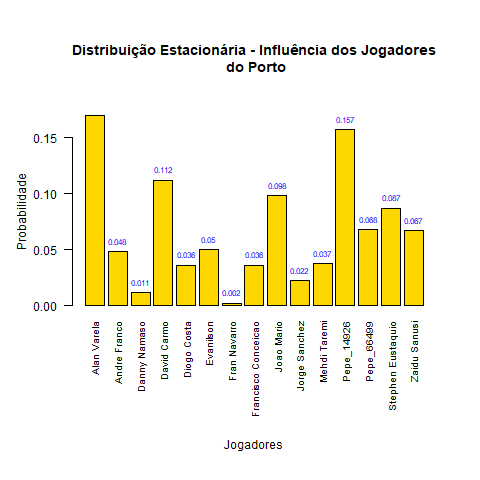 Distribuição Estacionária - Influência dos Jogadores
do Porto
Probabilidade
0.15
0.10
0.05
0.00
0.048
0.011
0.112
0.036
0.05
0.002
0.036
0.098
0.022
0.037
0.157
0.068
0.087
0.067
Alan Varela
Andre Franco
Danny Namaso
David Carmo
Diogo Costa
Evanilson
Fran Navarro
Francisco Conceicao
Joao Mario
Jorge Sanchez
Mehdi Taremi
Pepe_14926
Pepe_66499
Stephen Eustaquio
Zaidu Sanusi
Jogadores